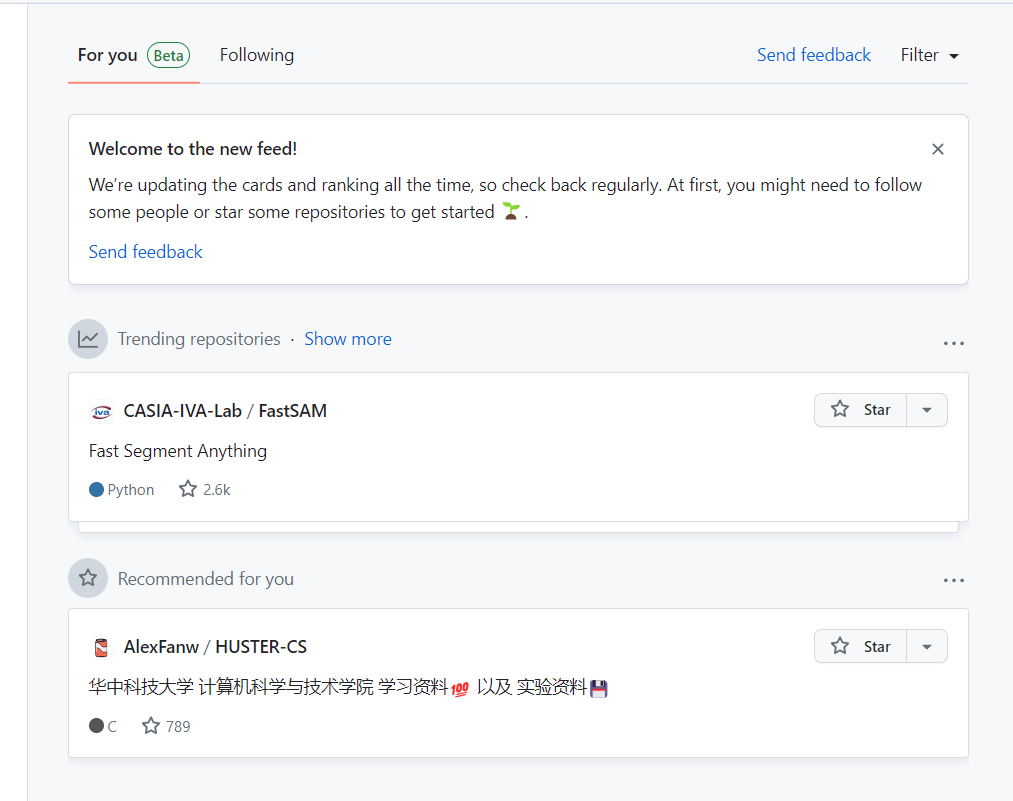 For you Beta Following Send feedback Filter
Welcome to the new feed!
We’re updating the cards and ranking all the time, so check back regularly. At first, you might need to follow
some people or star some repositories to get started 🌱 .
Send feedback
Trending repositories · Show more
iva CASIA-IVA-Lab / FastSAM Star
Fast Segment Anything
Python 2.6k
Recommended for you
AlexFanw / HUSTER-CS Star
华中科技大学 计算机科学与技术学院 学习资料💯 以及 实验资料💾
C 789